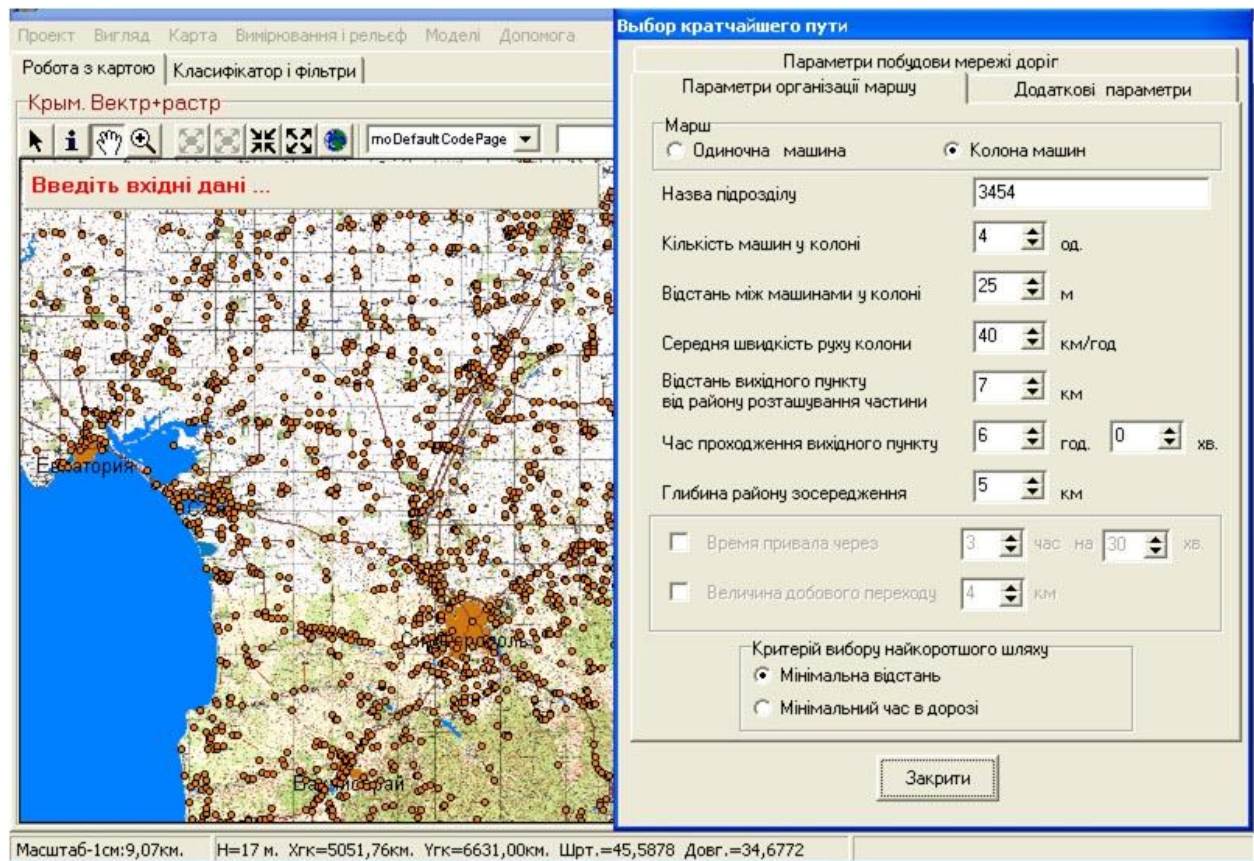 Проект Вигляд Карта Вимірювання і рельєф Моделі Допомога
Робота з картою Класифікатор і фільтри
Крым. Вектр+растр
moDefaultCodePage
Введіть вхідні дані ...
Евпатория
Симферополь
Бахчисарай
Выбор кратчайшего пути
Параметри побудови мережі доріг
Параметри організації маршу Додаткові параметри
Марш
Одиночна машина Колона машин
Назва підрозділу 3454
Кількість машин у колоні 4 од.
Відстань між машинами у колоні 25 м
Середня швидкість руху колони 40 км/год
Відстань вихідного пункту
від району розташування частини 7 км
Час проходження вихідного пункту 6 год. 0 хв.
Глибина району зосередження 5 км
Время привала через 3 час на 30 хв.
Величина добового переходу 4 км
Критерій вибору найкоротшого шляху
Мінімальна відстань
Мінімальний час в дорозі
Закрити
Масштаб-1см:9,07км. Н=17 м. Хгк=5051,76км. Yгк=6631,00км. Шрт.=45,5878 Довг.=34,6772